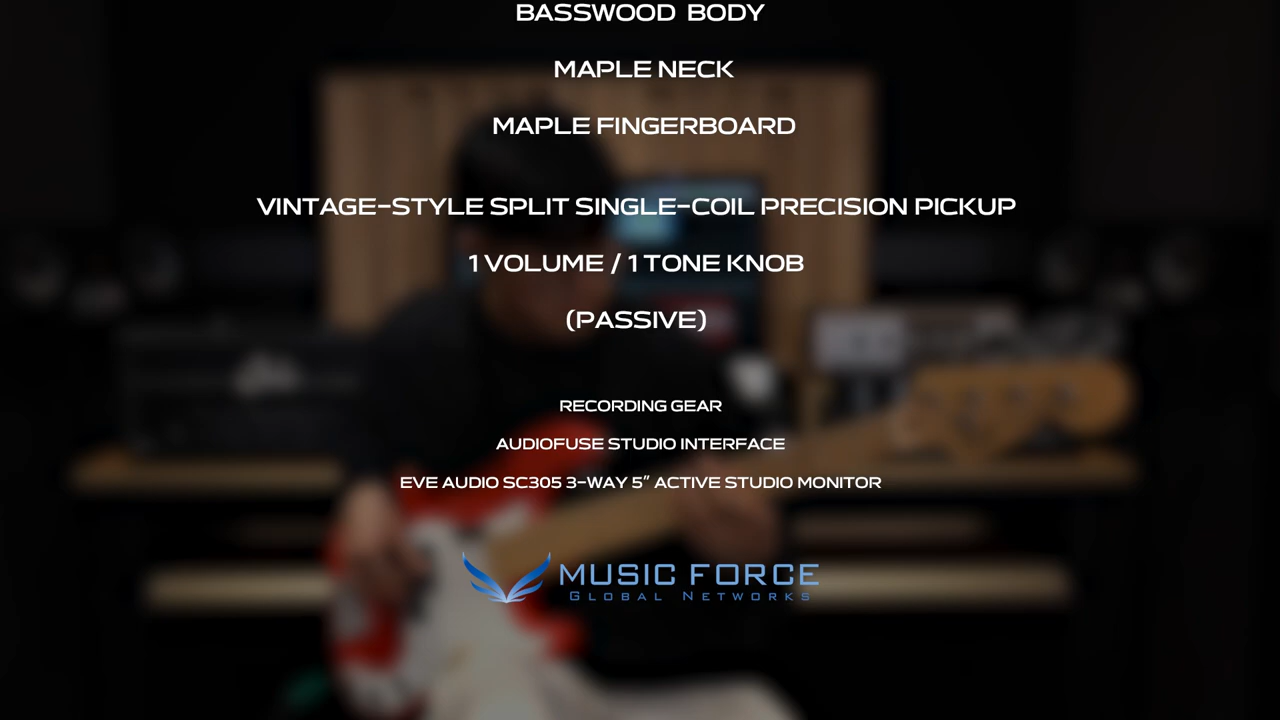 BASSWOOD BODY
MAPLE NECK
MAPLE FINGERBOARD
VINTAGE-STYLE SPLIT SINGLE-COIL PRECISION PICKUP
1 VOLUME / 1 TONE KNOB
(PASSIVE)
RECORDING GEAR
AUDIOFUSE STUDIO INTERFACE
EVE AUDIO SC305 3-WAY 5" ACTIVE STUDIO MONITOR
MUSIC FORCE
GLOBAL NETWORKS